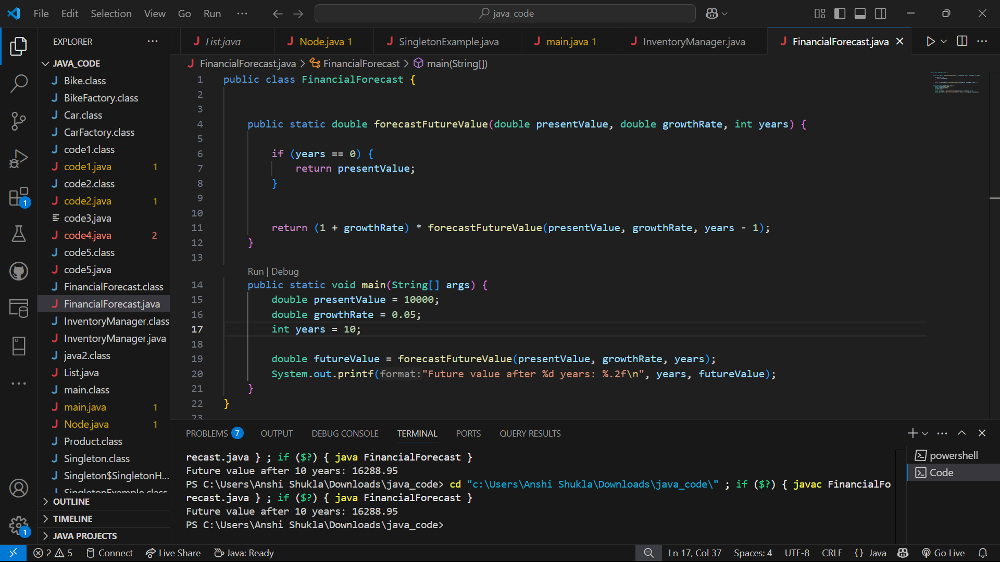 File Edit Selection View Go Run ··· java_code
EXPLORER ···
JAVA_CODE
Bike.class
BikeFactory.class
Car.class
CarFactory.class
code1.class
code1.java 1
code2.class
code2.java 1
code3,java
code4.java 2
code5.class
code5.java
FinancialForecast.class
FinancialForecast.java
InventoryManager.class
InventoryManager.java
java2.class
List.java
main.class
main.java 1
Node.java 1
Product.class
Singleton.class
Singleton$SingletonH...
SingletonExample.class
OUTLINE
TIMELINE
JAVA PROJECTS
1
1
List.java Node.java 1 SingletonExample.java main.java 1 InventoryManager.java FinancialForecast.java
FinancialForecast.java > FinancialForecast > main(String[])
1 public class FinancialForecast {
2
3
4 public static double forecastFutureValue(double presentValue, double growthRate, int years) {
5
6 if (years == 0) {
7 return presentValue;
8 }
9
10
11 return (1 + growthRate) * forecastFutureValue(presentValue, growthRate, years - 1);
12 }
13
Run | Debug
14 public static void main(String[] args) {
15 double presentValue = 10000;
16 double growthRate = 0.05;
17 int years = 10;
18
19 double futureValue = forecastFutureValue(presentValue, growthRate, years);
20 System.out.printf(format:"Future value after %d years: %.2f\n", years, futureValue);
21 }
22 }
23
PROBLEMS 7 OUTPUT DEBUG CONSOLE TERMINAL PORTS QUERY RESULTS
recast.java } ; if ($?) { java FinancialForecast }
Future value after 10 years: 16288.95
PS C:\Users\Anshi Shukla\Downloads\java_code> cd "c:\Users\Anshi Shukla\Downloads\java_code\" ; if ($?) { javac FinancialFo
recast.java } ; if ($?) { java FinancialForecast }
Future value after 10 years: 16288.95
PS C:\Users\Anshi Shukla\Downloads\java_code>
powershell
Code
2 5 Connect Live Share Java: Ready Ln 17, Col 37 Spaces: 4 UTF-8 CRLF {} Java Go Live